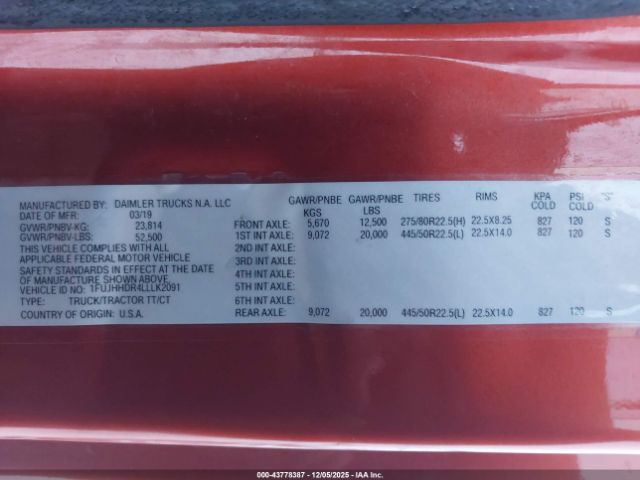 MANUFACTURED BY: DAIMLER TRUCKS N.A. LLC
DATE OF MFR: 03/19
GVWR/PNBV-KG: 23,814
GVWR/PNBV-LBS: 52,500
THIS VEHICLE COMPLIES WITH ALL
APPLICABLE FEDERAL MOTOR VEHICLE
SAFETY STANDARDS IN EFFECT AT THE DATE
OF MANUFACTURE SHOWN ABOVE.
VEHICLE ID NO.: 1FUJHHDR4LLLK2091
TYPE: TRUCK/TRACTOR TT/CT
COUNTRY OF ORIGIN: U.S.A.
GAWR/PNBE GAWR/PNBE TIRES RIMS KPA PSI "S"
KGS LBS COLD COLD
FRONT AXLE: 5,670 12,500 275/80R22.5(H) 22.5X8.25 827 120 S
1ST INT AXLE: 9,072 20,000 445/50R22.5(L) 22.5X14.0 827 120 S
2ND INT AXLE:
3RD INT AXLE:
4TH INT AXLE:
5TH INT AXLE:
6TH INT AXLE:
REAR AXLE: 9,072 20,000 445/50R22.5(L) 22.5X14.0 827 120 S
000-43778387 - 12/05/2025 - IAAI.com